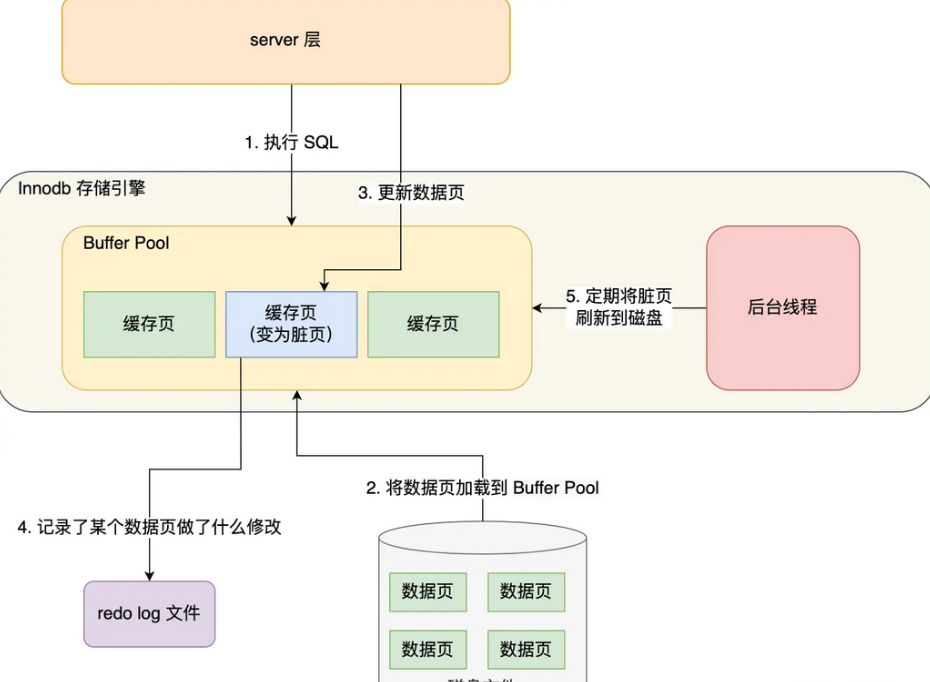 server 层
1. 执行 SQL
Innodb 存储引擎
3. 更新数据页
Buffer Pool
缓存页
缓存页
（变为脏页）
缓存页
5. 定期将脏页
刷新到磁盘
后台线程
2. 将数据页加载到 Buffer Pool
4. 记录了某个数据页做了什么修改
redo log 文件
数据页
数据页
数据页
数据页